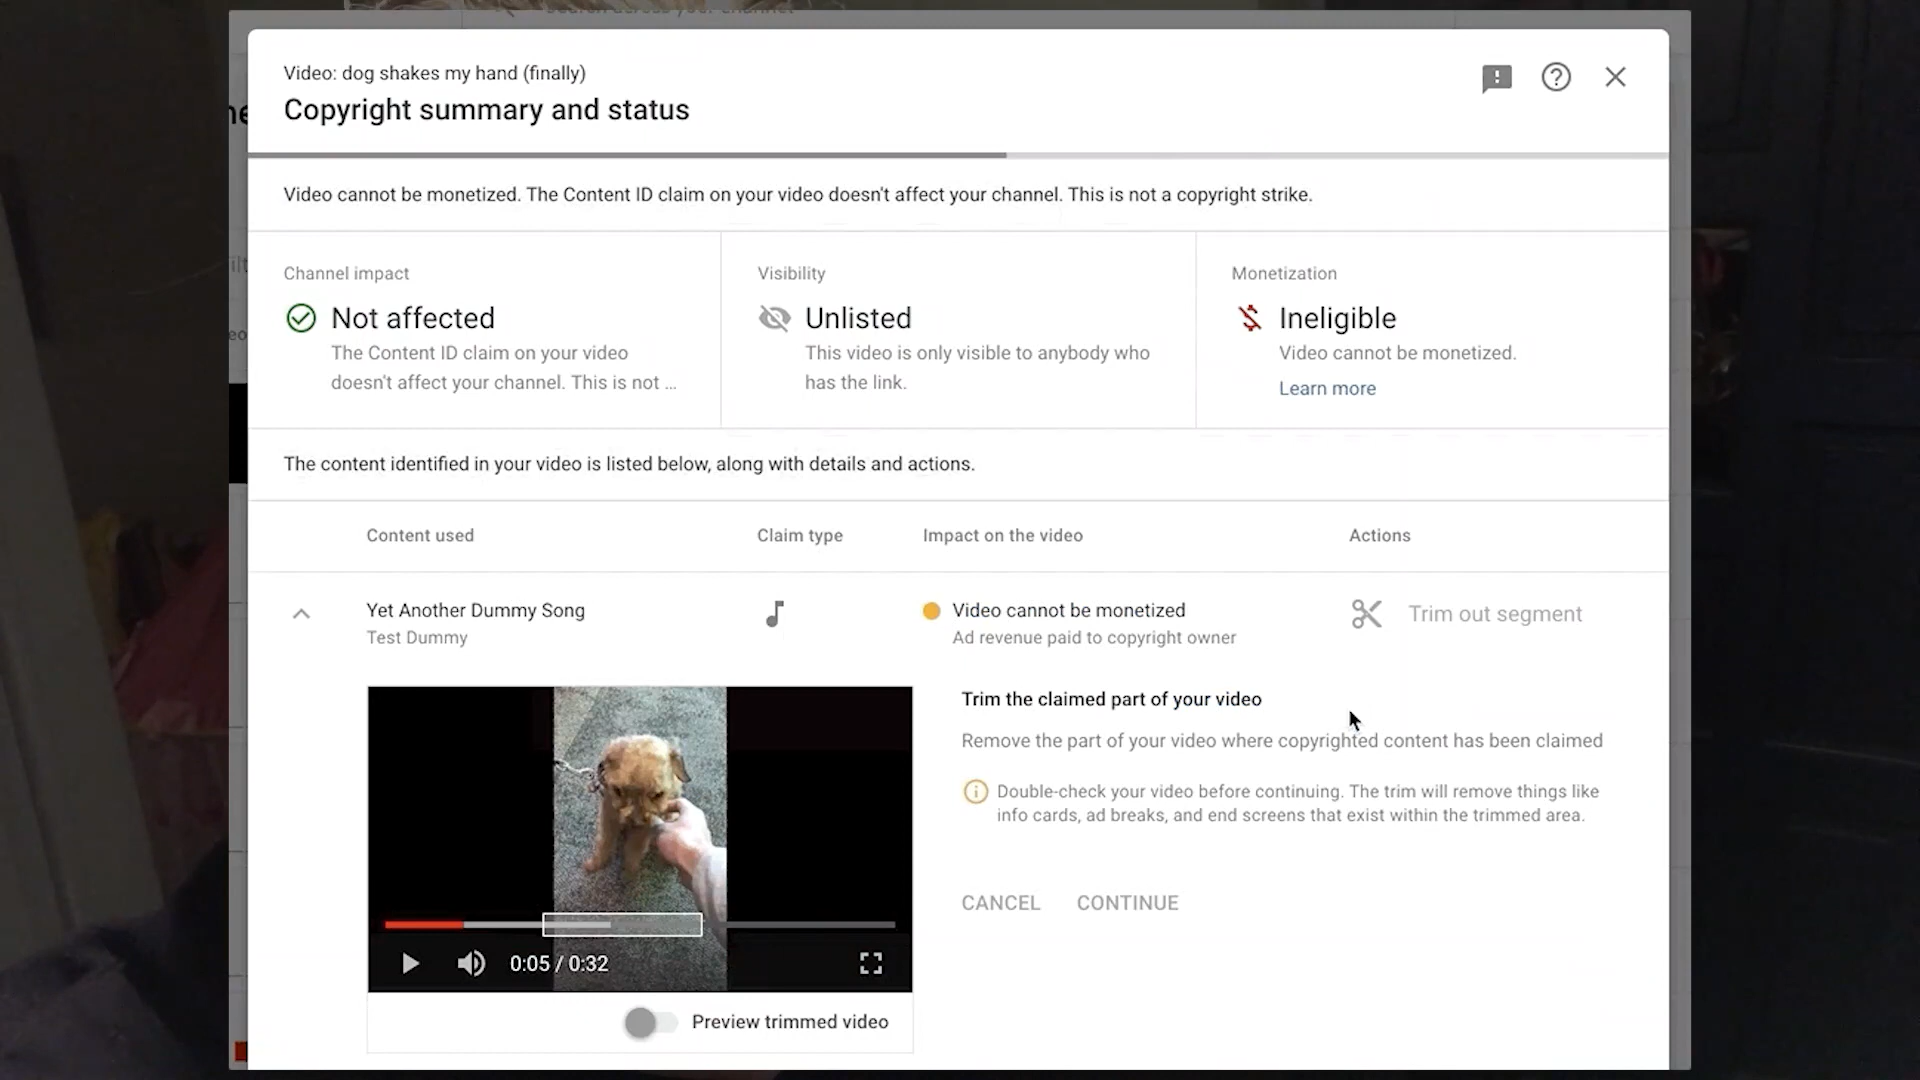 Search across your channel
Video: dog shakes my hand (finally)
Copyright summary and status
Video cannot be monetized. The Content ID claim on your video doesn't affect your channel. This is not a copyright strike.
Channel impact
Visibility
Monetization
Not affected
Unlisted
Ineligible
The Content ID claim on your video
doesn't affect your channel. This is not ...
This video is only visible to anybody who
has the link.
Video cannot be monetized.
Learn more
The content identified in your video is listed below, along with details and actions.
Content used
Claim type
Impact on the video
Actions
Yet Another Dummy Song
Test Dummy
Video cannot be monetized
Ad revenue paid to copyright owner
Trim out segment
Trim the claimed part of your video
Remove the part of your video where copyrighted content has been claimed
Double-check your video before continuing. The trim will remove things like
info cards, ad breaks, and end screens that exist within the trimmed area.
CANCEL
CONTINUE
0:05 / 0:32
Preview trimmed video